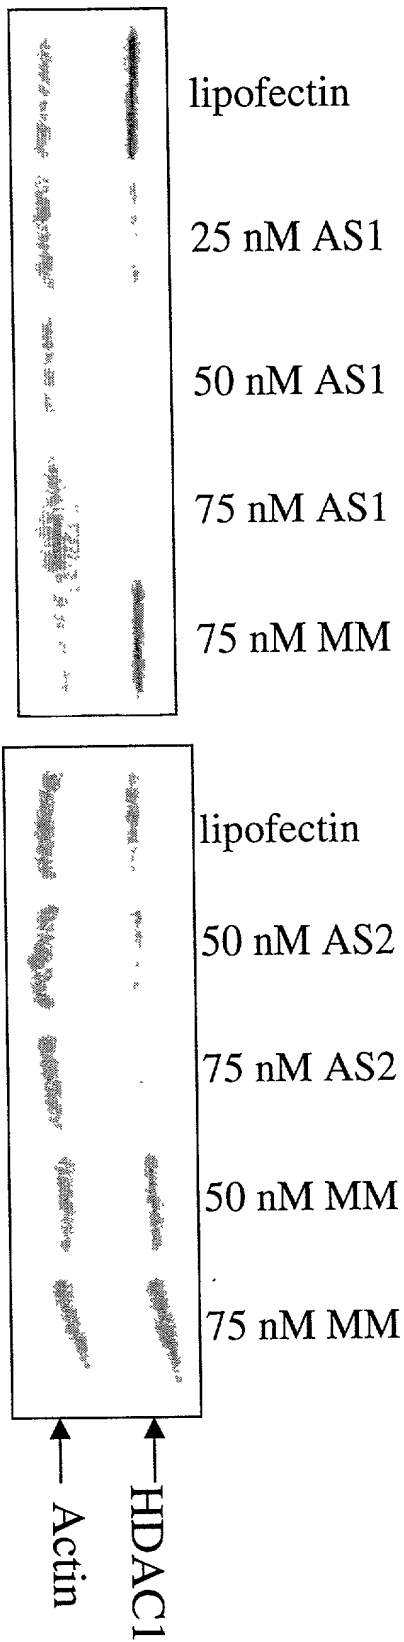 lipofectin
25 nM AS1
50 nM AS1
75 nM AS1
75 nM MM
lipofectin
50 nM AS2
75 nM AS2
50 nM MM
75 nM MM
Actin
HDAC1